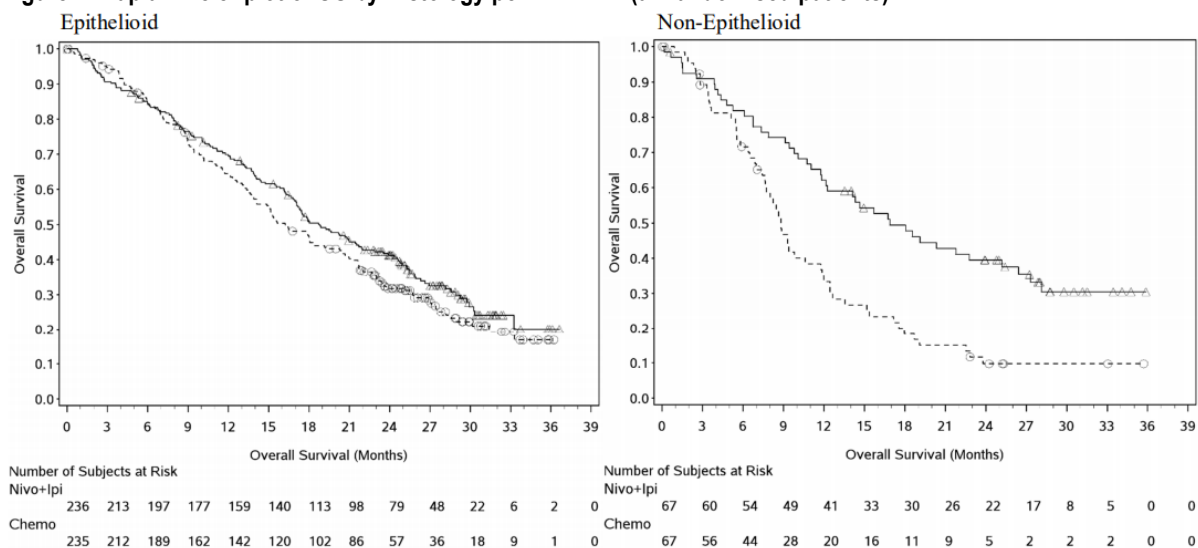 Epithelioid
1.0
0.9
0.8
0.7
0.6
0.5
0.4
0.3
0.2
0.1
0.0
Overall Survival
0 3 6 9 12 15 18 21 24 27 30 33 36 39
Overall Survival (Months)
Number of Subjects at Risk
Nivo+Ipi
236 213 197 177 159 140 113 98 79 48 22 6 2 0
Chemo
235 212 189 162 142 120 102 86 57 36 18 9 1 0
Non-Epithelioid
1.0
0.9
0.8
0.7
0.6
0.5
0.4
0.3
0.2
0.1
0.0
Overall Survival
0 3 6 9 12 15 18 21 24 27 30 33 36 39
Overall Survival (Months)
Number of Subjects at Risk
Nivo+Ipi
67 60 54 49 41 33 30 26 22 17 8 5 0 0
Chemo
67 56 44 28 20 16 11 9 5 2 2 2 0 0